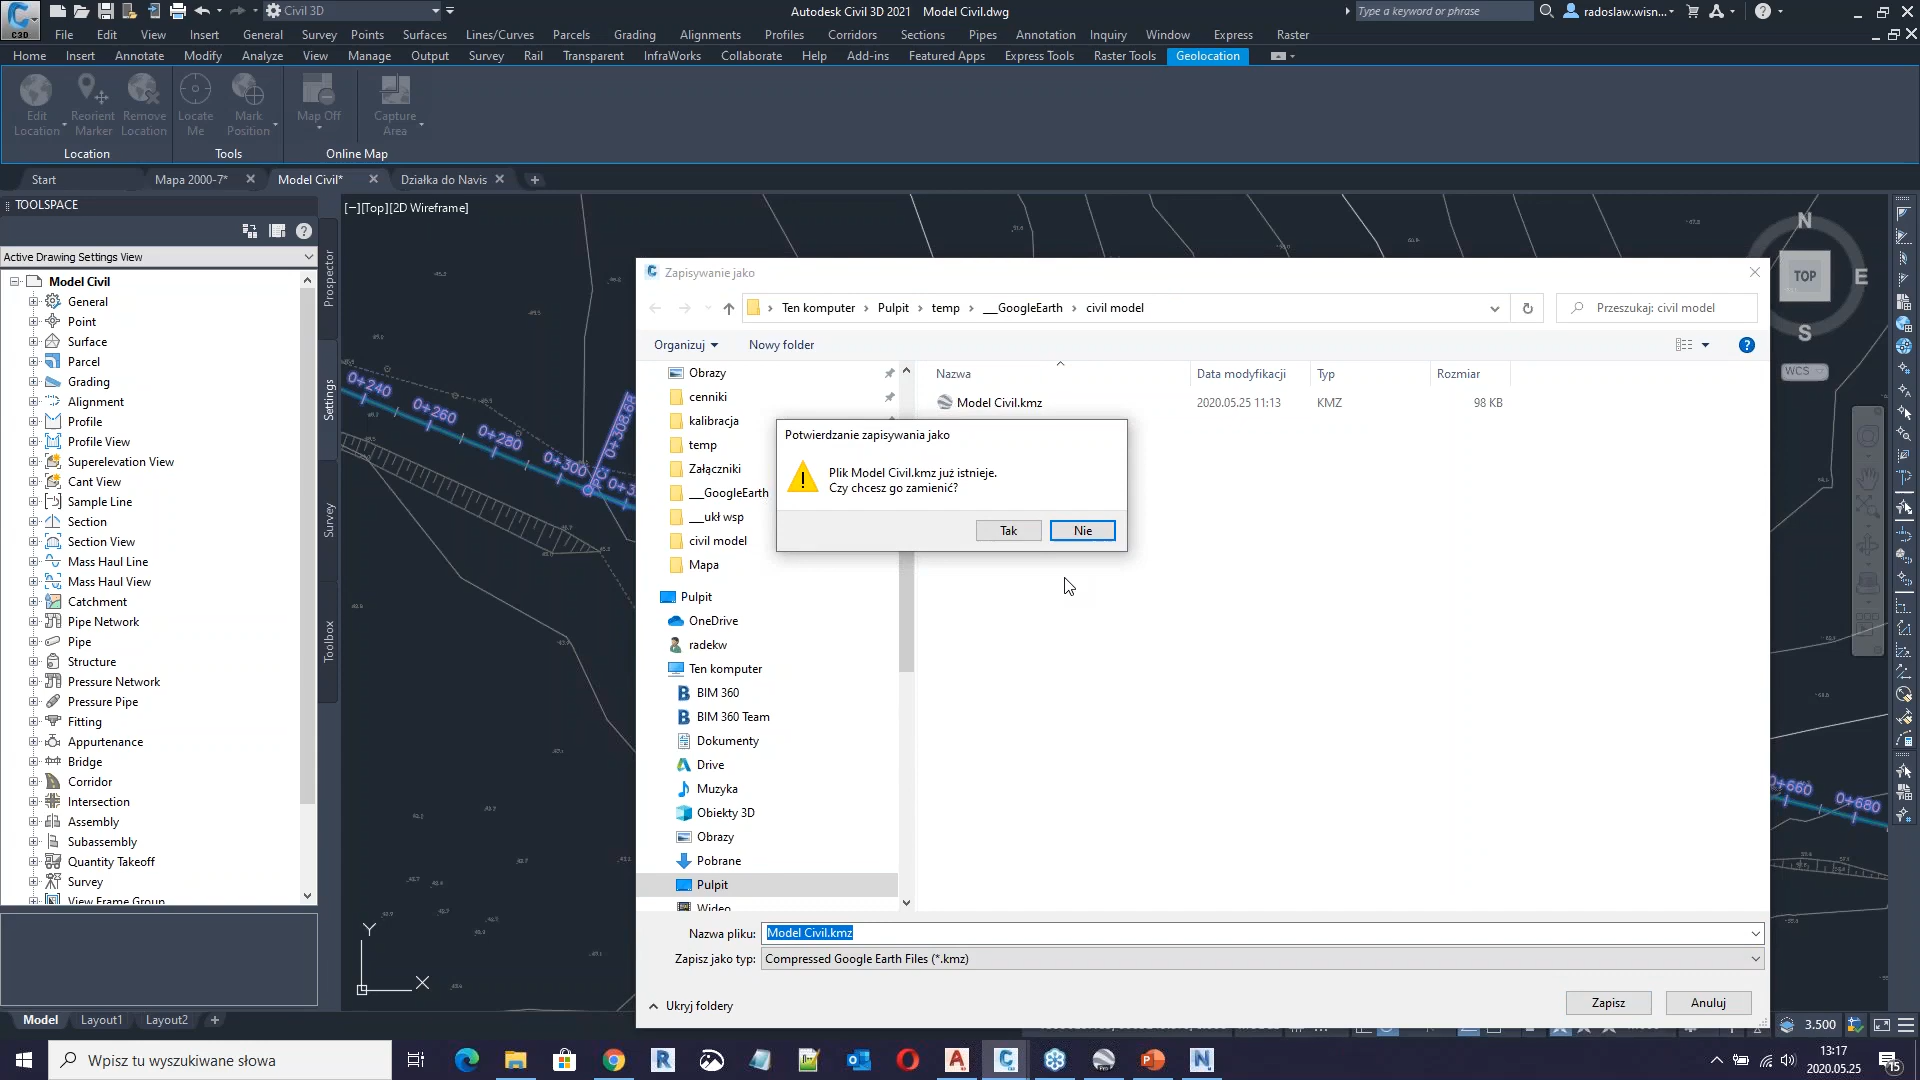 Civil 3D
Autodesk Civil 3D 2021 Model Civil.dwg
Type a keyword or phrase
radoslaw.wisn...
C3D
File Edit View Insert General Survey Points Surfaces Lines/Curves Parcels Grading Alignments Profiles Corridors Sections Pipes Annotation Inquiry Window Express Raster
Home Insert Annotate Modify Analyze View Manage Output Survey Rail Transparent InfraWorks Collaborate Help Add-ins Featured Apps Express Tools Raster Tools Geolocation
Edit Location
Reorient Marker
Remove Location
Locate Me
Mark Position
Map Off
Capture Area
Location Tools Online Map
Start Mapa 2000-7* Model Civil* Działka do Navis
TOOLSPACE
[−][Top][2D Wireframe]
Active Drawing Settings View
Model Civil
General
Point
Surface
Parcel
Grading
Alignment
Profile
Profile View
Superelevation View
Cant View
Sample Line
Section
Section View
Mass Haul Line
Mass Haul View
Catchment
Pipe Network
Pipe
Structure
Pressure Network
Pressure Pipe
Fitting
Appurtenance
Bridge
Corridor
Intersection
Assembly
Subassembly
Quantity Takeoff
Survey
View Frame Group
Prospector
Settings
Survey
Toolbox
0+240
0+260
0+280
0+300
0+308.68
0+660
0+680
N
TOP
E
S
WCS
Y
X
Zapisywanie jako
Ten komputer › Pulpit › temp › __GoogleEarth › civil model
Przeszukaj: civil model
Organizuj Nowy folder
Nazwa Data modyfikacji Typ Rozmiar
Model Civil.kmz 2020.05.25 11:13 KMZ 98 KB
Obrazy
cenniki
kalibracja
temp
Załączniki
__GoogleEarth
__ukł wsp
civil model
Mapa
Pulpit
OneDrive
radekw
Ten komputer
BIM 360
BIM 360 Team
Dokumenty
Drive
Muzyka
Obiekty 3D
Obrazy
Pobrane
Pulpit
Wideo
Potwierdzanie zapisywania jako
Plik Model Civil.kmz już istnieje.
Czy chcesz go zamienić?
Tak Nie
Nazwa pliku: Model Civil.kmz
Zapisz jako typ: Compressed Google Earth Files (*.kmz)
Ukryj foldery
Zapisz Anuluj
Model Layout1 Layout2
3.500
Wpisz tu wyszukiwane słowa
13:17
2020.05.25
15